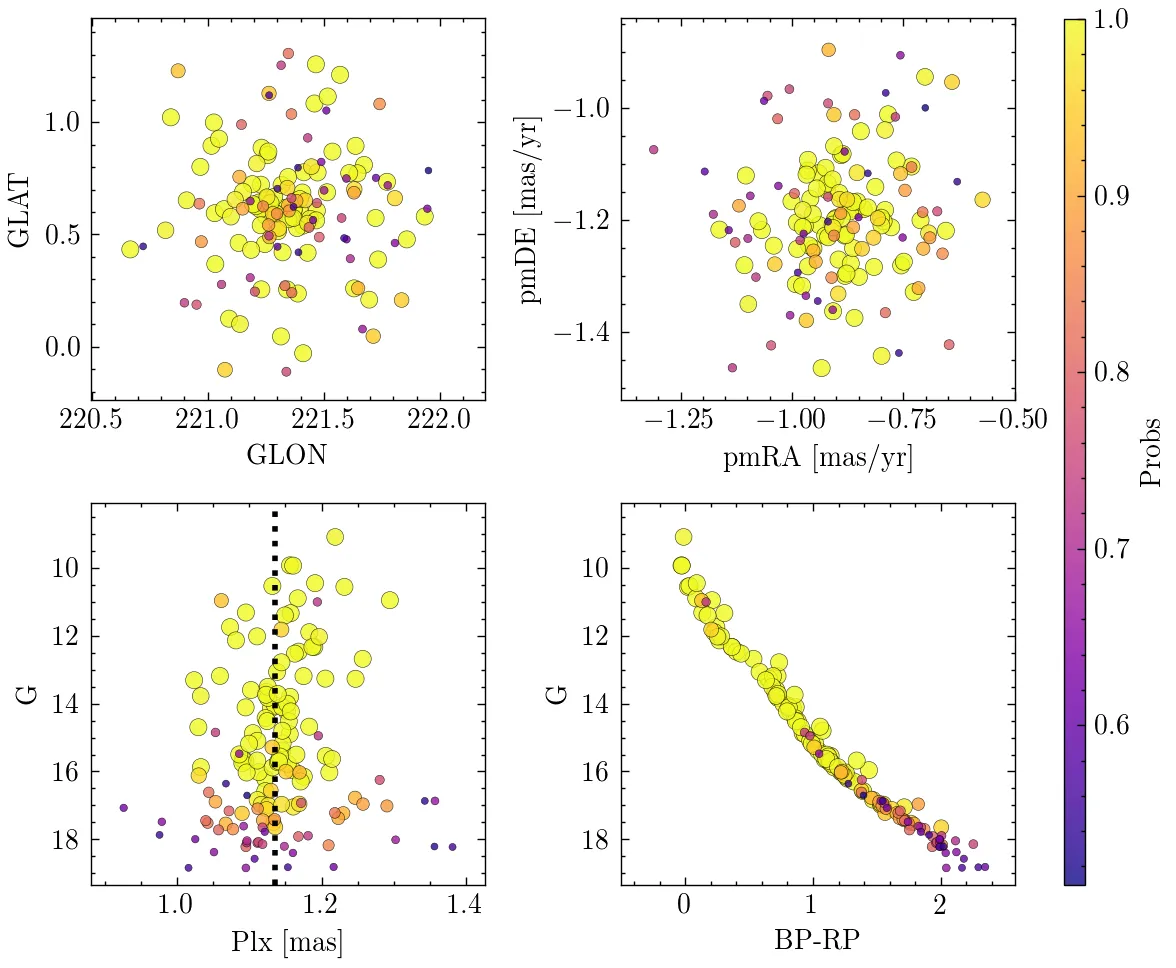 1.0
0.5
0.0
GLAT
220.5 221.0 221.5 222.0
GLON
−1.0
−1.2
−1.4
pmDE [mas/yr]
−1.25 −1.00 −0.75 −0.50
pmRA [mas/yr]
10
12
14
16
18
G
1.0 1.2 1.4
Plx [mas]
10
12
14
16
18
G
0 1 2
BP-RP
1.0
0.9
0.8
0.7
0.6
Probs